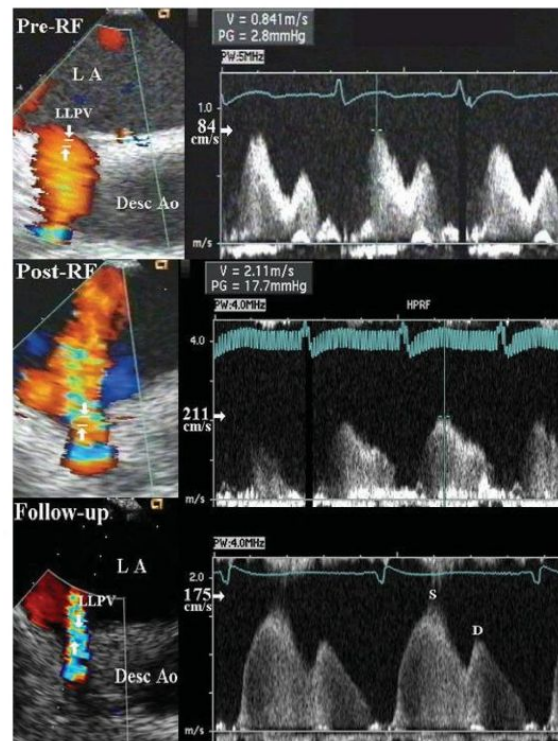 Pre-RF
V = 0.841m/s
PG = 2.8mmHg
PW:5MHz
L A
LLPV
Desc Ao
1.0
84
cm/s
m/s
Post-RF
V = 2.11m/s
PG = 17.7mmHg
PW:4.0MHz
HPRF
4.0
211
cm/s
m/s
Follow-up
L A
LLPV
Desc Ao
PW:4.0MHz
2.0
175
cm/s
S
D
m/s